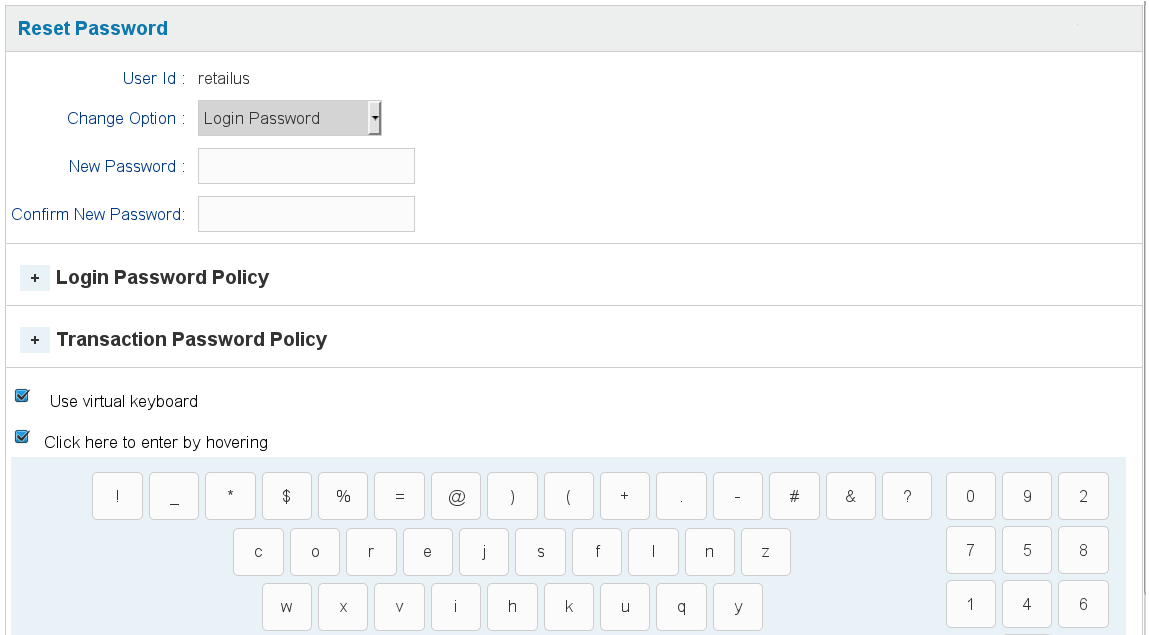 Reset Password
User Id : retailus
Change Option : Login Password
New Password :
Confirm New Password:
+ Login Password Policy
+ Transaction Password Policy
Use virtual keyboard
Click here to enter by hovering
! _ * $ % = @ ) ( + . - # & ? 0 9 2
c o r e j s f l n z 7 5 8
w x v i h k u q y 1 4 6